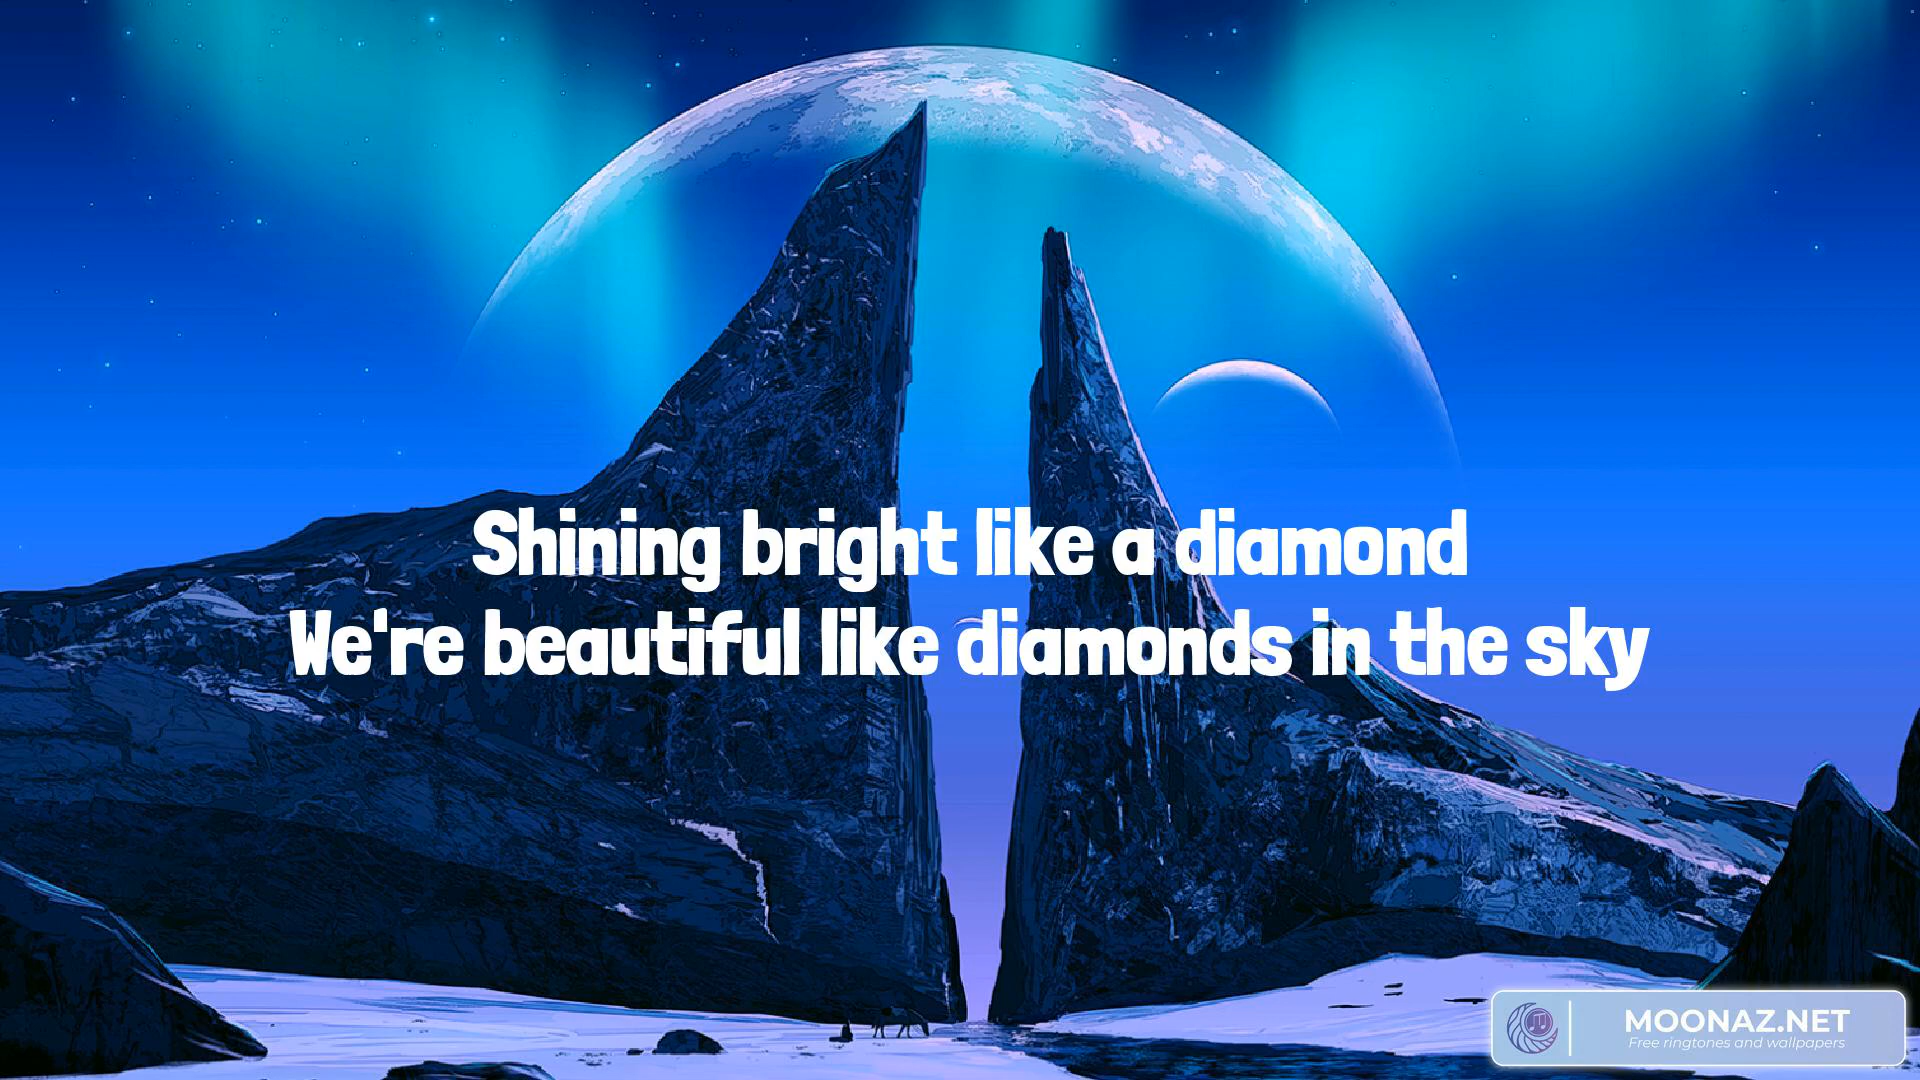 Shining bright like a diamond
We're beautiful like diamonds in the sky
MOONAZ.NET
Free ringtones and wallpapers